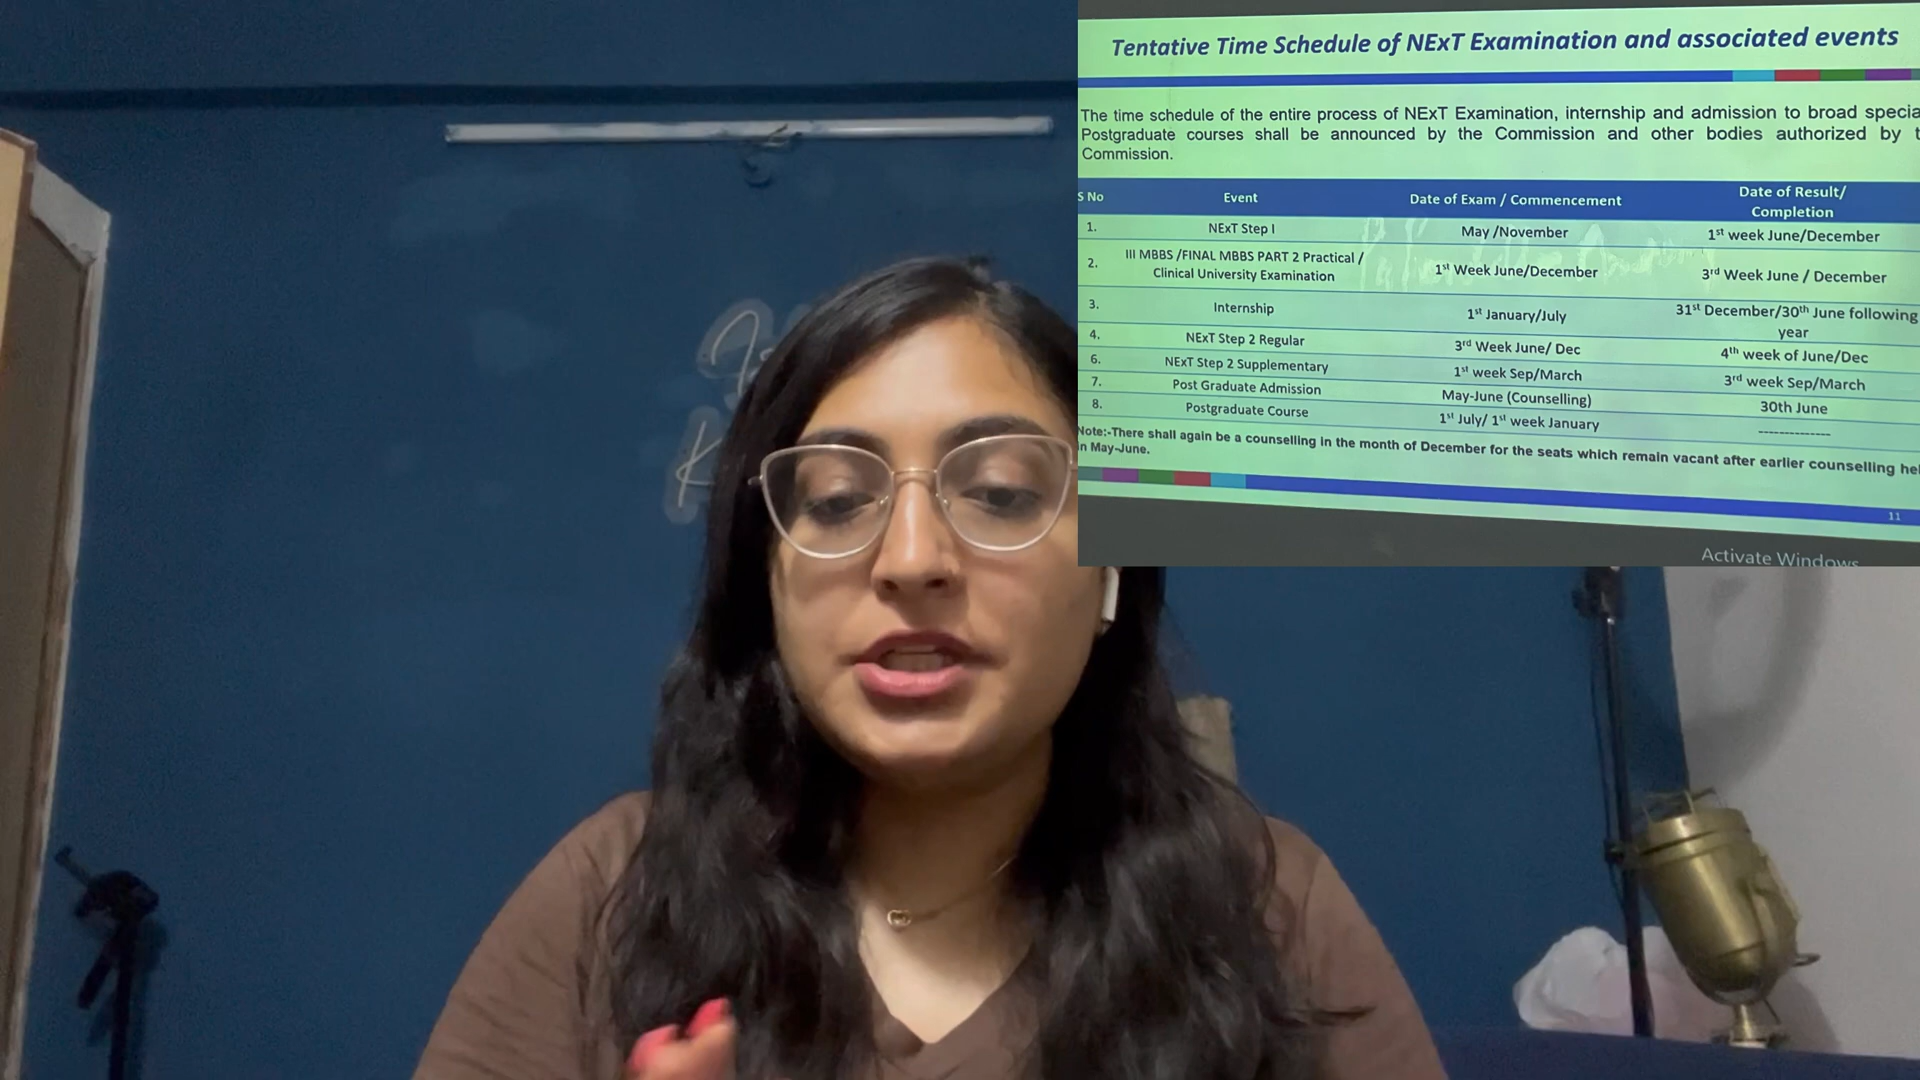 Tentative Time Schedule of NExT Examination and associated events
The time schedule of the entire process of NExT Examination, internship and admission to broad
Postgraduate courses shall be announced by the Commission and other bodies authorized by
Commission.
S No Event Date of Exam / Commencement Date of Result/
Completion
1. NExT Step I May /November 1st week June/December
2. III MBBS /FINAL MBBS PART 2 Practical /
Clinical University Examination 1st Week June/December 3rd Week June / December
3. Internship 1st January/July 31st December/30th June following
year
4. NExT Step 2 Regular 3rd Week June/ Dec 4th week of June/Dec
6. NExT Step 2 Supplementary 1st week Sep/March 3rd week Sep/March
7. Post Graduate Admission May-June (Counselling) 30th June
8. Postgraduate Course 1st July/ 1st week January --------------
Note:-There shall again be a counselling in the month of December for the seats which remain vacant after earlier counselling
in May-June.
11
Activate Windows